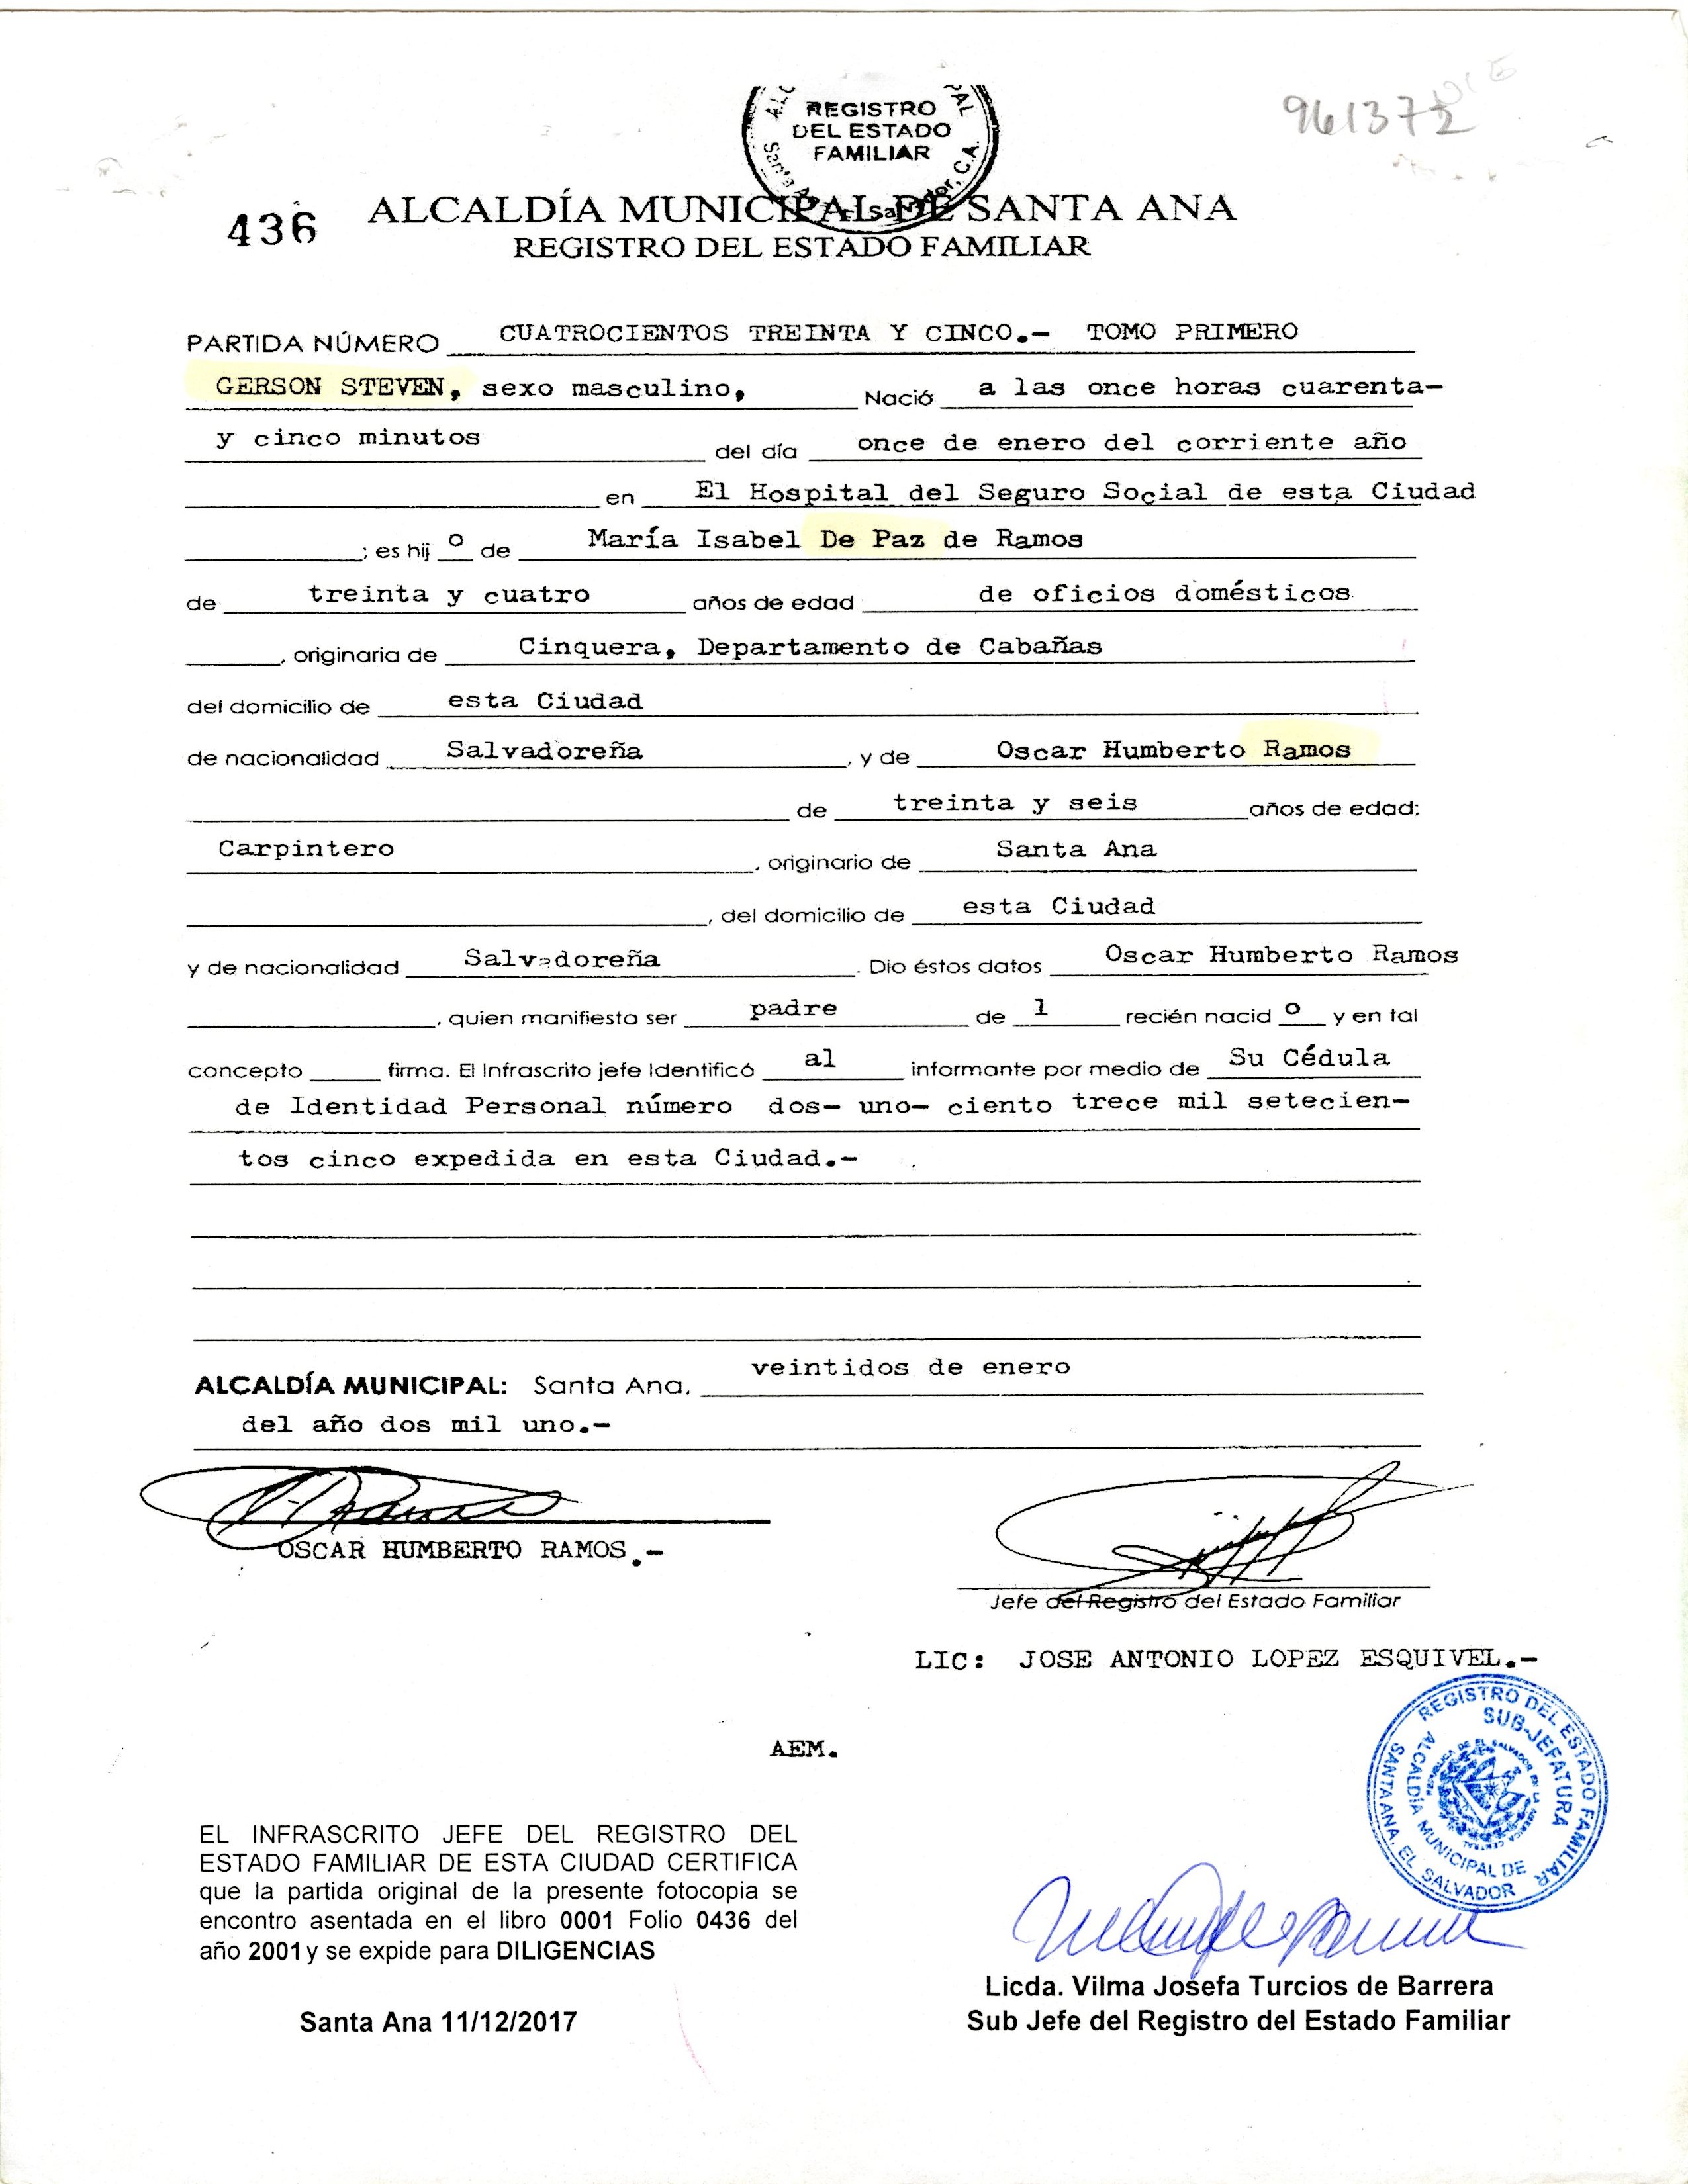 REGISTRO
DEL ESTADO
FAMILIAR
961372
436 ALCALDÍA MUNICIPAL DE SANTA ANA
REGISTRO DEL ESTADO FAMILIAR
PARTIDA NÚMERO CUATROCIENTOS TREINTA Y CINCO.- TOMO PRIMERO
GERSON STEVEN, sexo masculino, Nació a las once horas cuarenta-
y cinco minutos del día once de enero del corriente año
en El Hospital del Seguro Social de esta Ciudad
; es hij o de María Isabel De Paz de Ramos
de treinta y cuatro años de edad de oficios domésticos
, originaria de Cinquera, Departamento de Cabañas
del domicilio de esta Ciudad
de nacionalidad Salvadoreña , y de Oscar Humberto Ramos
de treinta y seis años de edad;
Carpintero , originario de Santa Ana
, del domicilio de esta Ciudad
y de nacionalidad Salvadoreña . Dio éstos datos Oscar Humberto Ramos
, quien manifiesta ser padre de l recién nacid o y en tal
concepto firma. El Infrascrito jefe Identificó al informante por medio de Su Cédula
de Identidad Personal número dos- uno- ciento trece mil setecien-
tos cinco expedida en esta Ciudad.-
ALCALDÍA MUNICIPAL: Santa Ana, veintidos de enero
del año dos mil uno.-
OSCAR HUMBERTO RAMOS.-
Jefe del Registro del Estado Familiar
LIC: JOSE ANTONIO LOPEZ ESQUIVEL.-
AEM.
REGISTRO DEL ESTADO FAMILIAR
SUB-JEFATURA
ALCALDÍA MUNICIPAL DE
SANTA ANA, EL SALVADOR
EL INFRASCRITO JEFE DEL REGISTRO DEL
ESTADO FAMILIAR DE ESTA CIUDAD CERTIFICA
que la partida original de la presente fotocopia se
encontro asentada en el libro 0001 Folio 0436 del
año 2001 y se expide para DILIGENCIAS
Santa Ana 11/12/2017
Licda. Vilma Josefa Turcios de Barrera
Sub Jefe del Registro del Estado Familiar